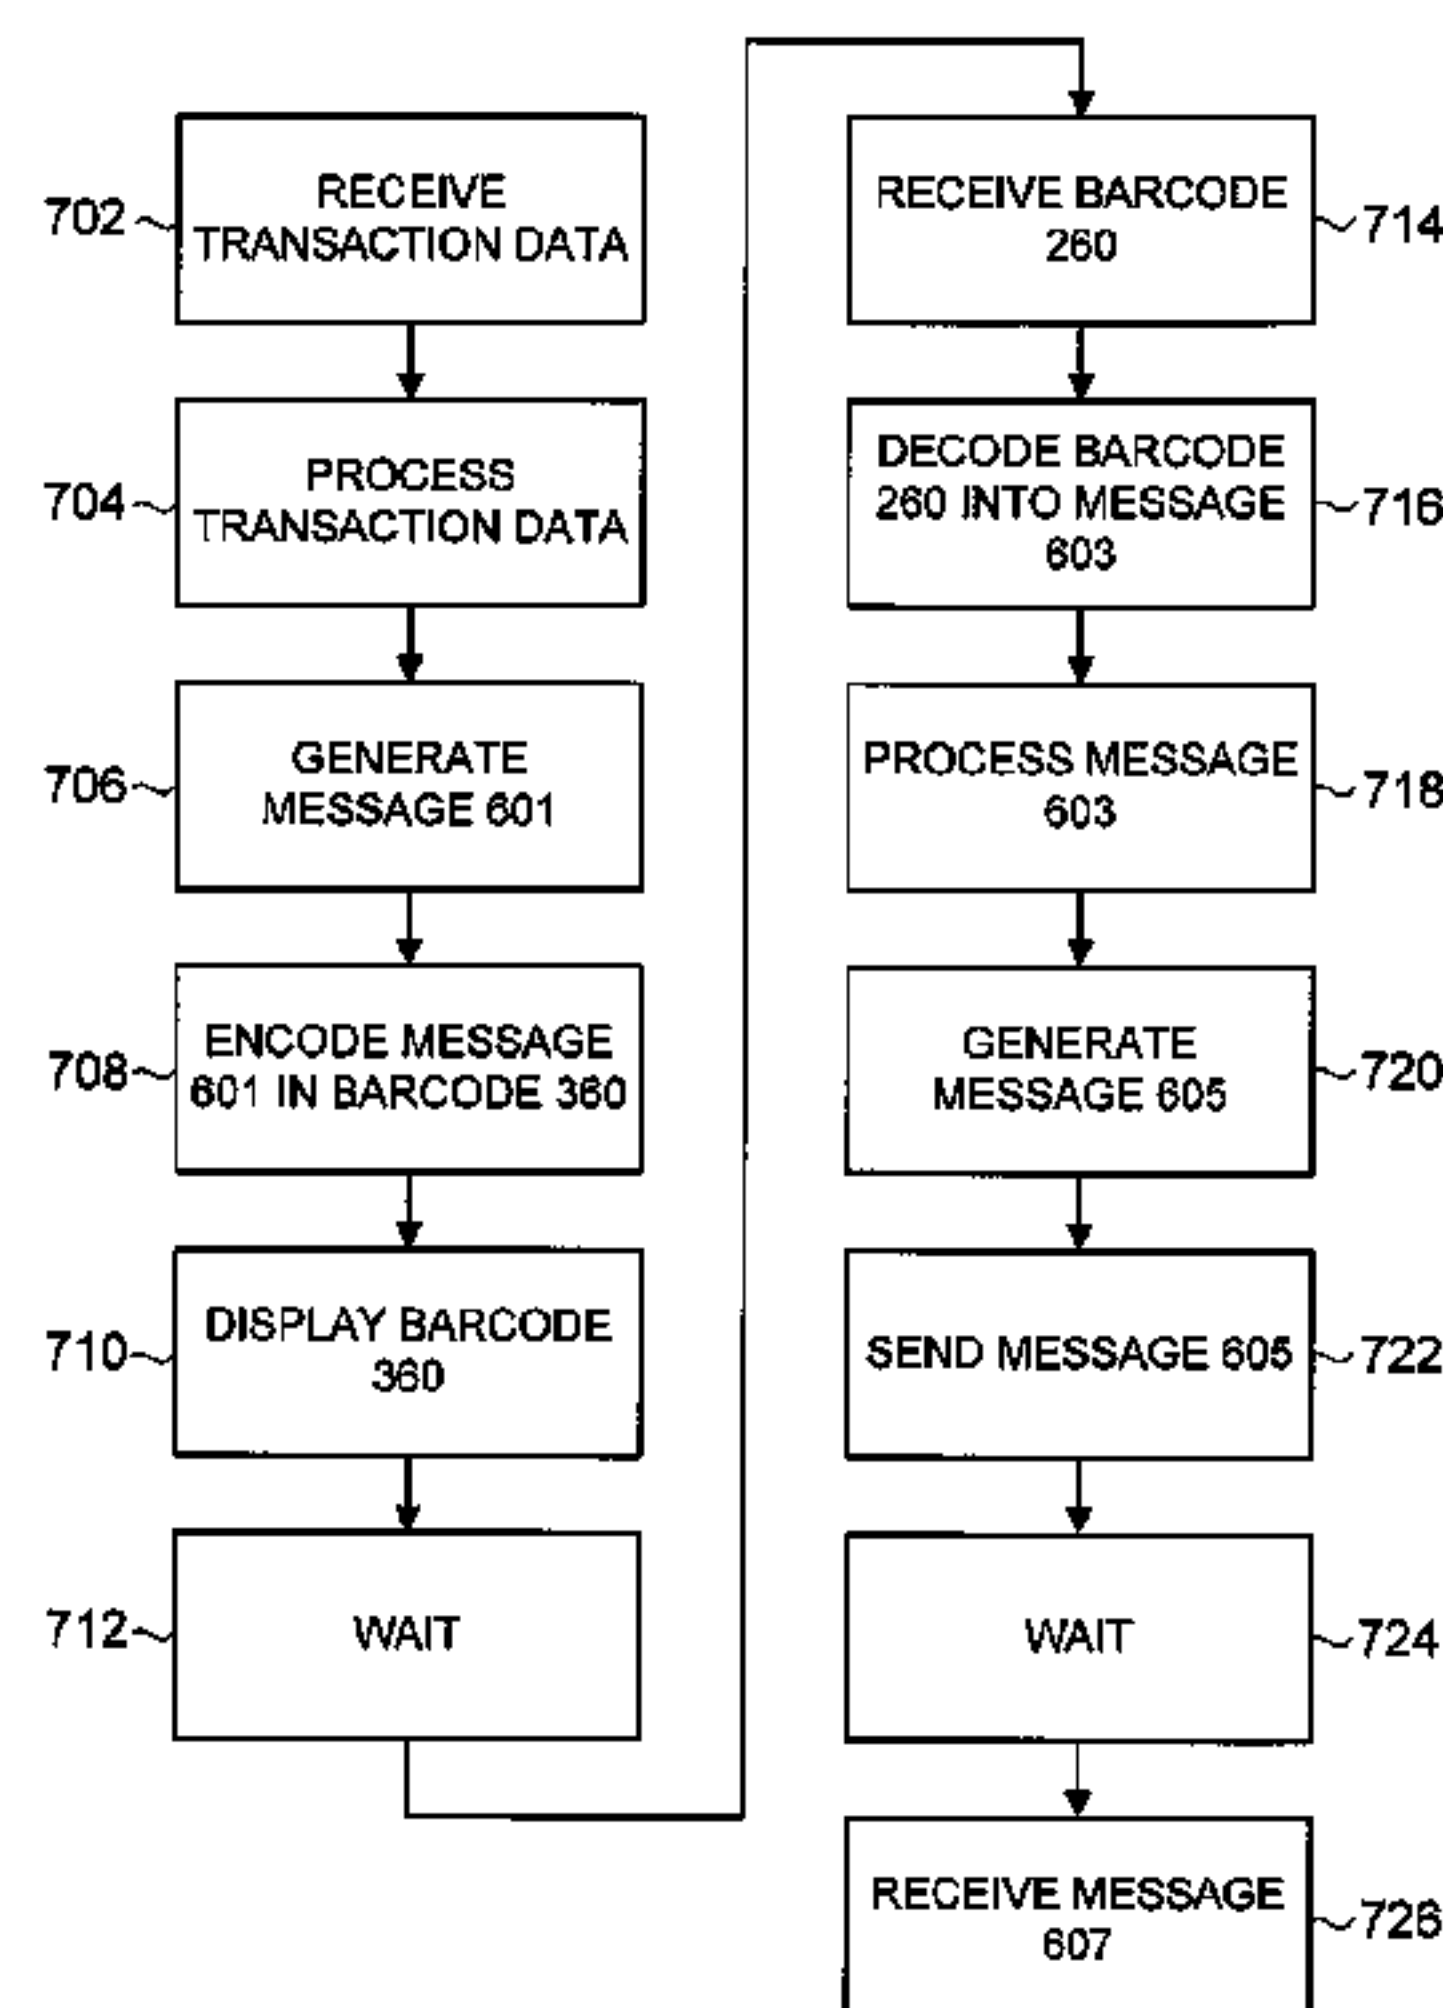 702
RECEIVE
TRANSACTION DATA
704
PROCESS
TRANSACTION DATA
706
GENERATE
MESSAGE 601
708
ENCODE MESSAGE
601 IN BARCODE 360
710
DISPLAY BARCODE
360
712
WAIT
RECEIVE BARCODE
260
714
DECODE BARCODE
260 INTO MESSAGE
603
716
PROCESS MESSAGE
603
718
GENERATE
MESSAGE 605
720
SEND MESSAGE 605
722
WAIT
724
RECEIVE MESSAGE
607
726